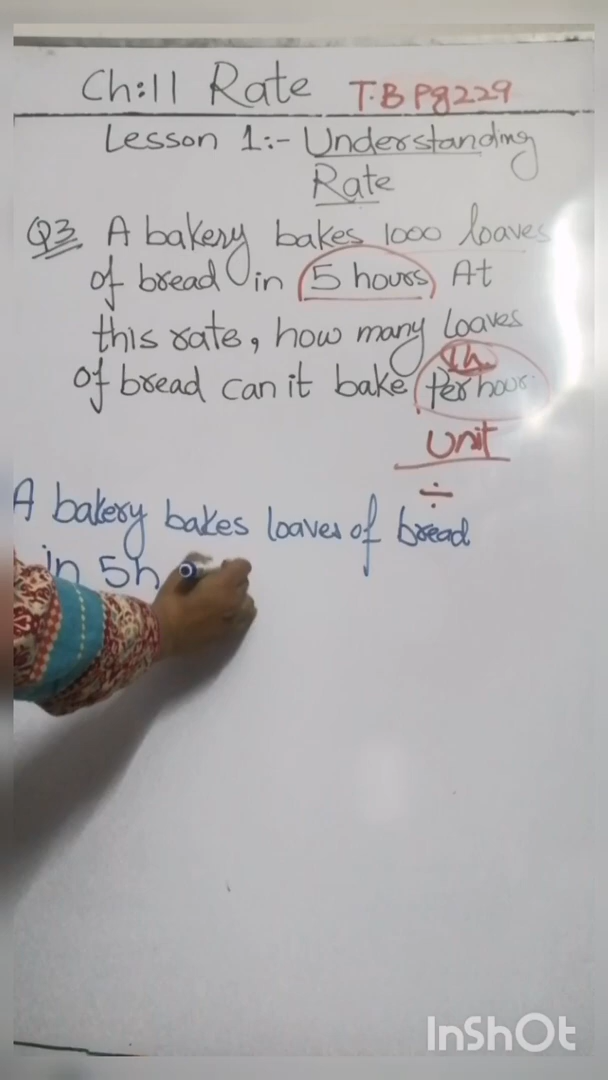 Ch:11 Rate T.B Pg 229
Lesson 1:- Understanding
Rate
Q3 A bakery bakes 1000 loaves
of bread in 5 hours At
this rate, how many loaves
1h
of bread can it bake per hour.
Unit
÷
A bakery bakes loaves of bread
in 5h
InShOt